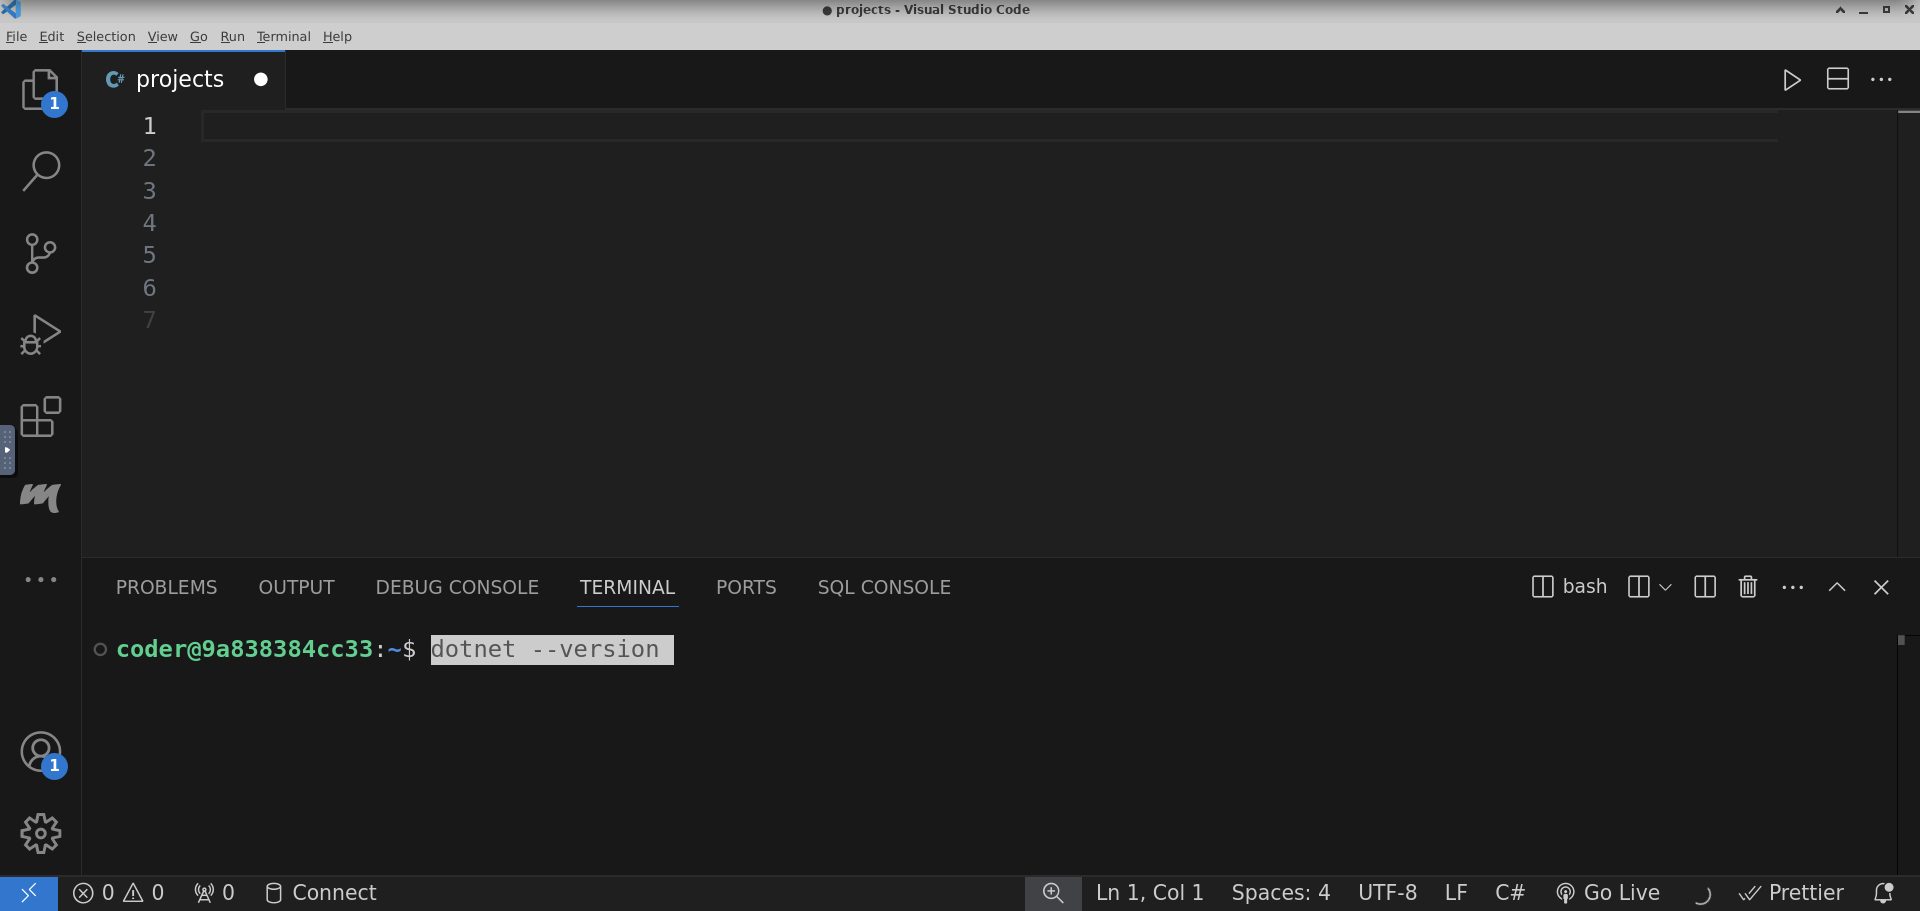 ● projects - Visual Studio Code
File Edit Selection View Go Run Terminal Help
C# projects ●
1
1
2
3
4
5
6
7
PROBLEMS OUTPUT DEBUG CONSOLE TERMINAL PORTS SQL CONSOLE bash
coder@9a838384cc33:~$ dotnet --version
1
0 0 0 Connect Ln 1, Col 1 Spaces: 4 UTF-8 LF C# Go Live Prettier